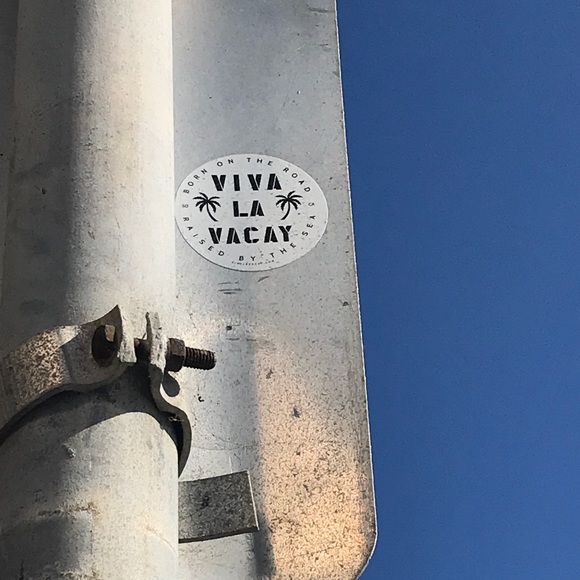 BORN ON THE ROAD
VIVA
LA
VACAY
RAISED BY THE SEA